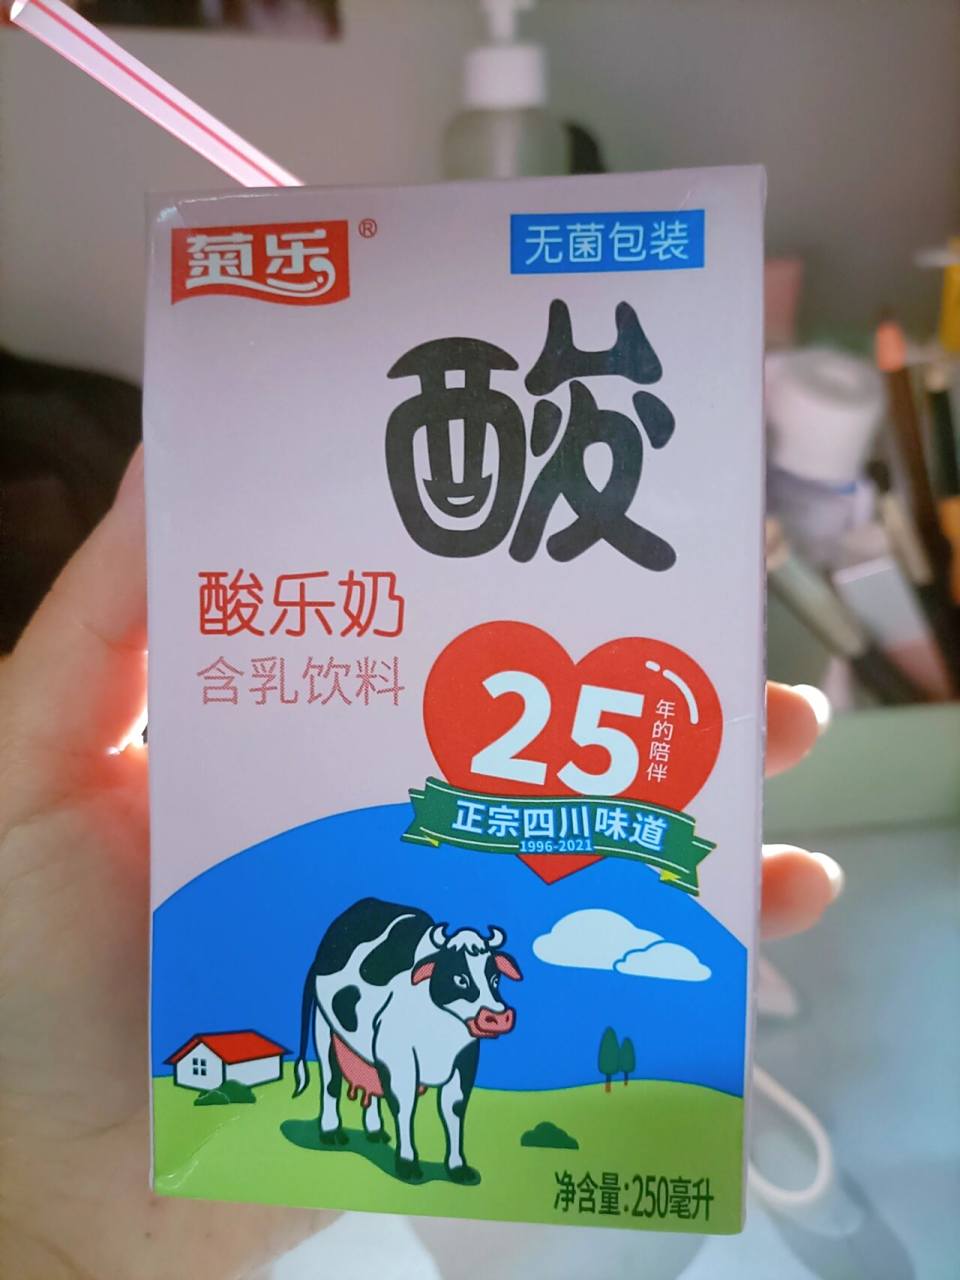 菊乐®
无菌包装
酸
酸乐奶
含乳饮料
25
年的陪伴
正宗四川味道
1996-2021
净含量:250毫升